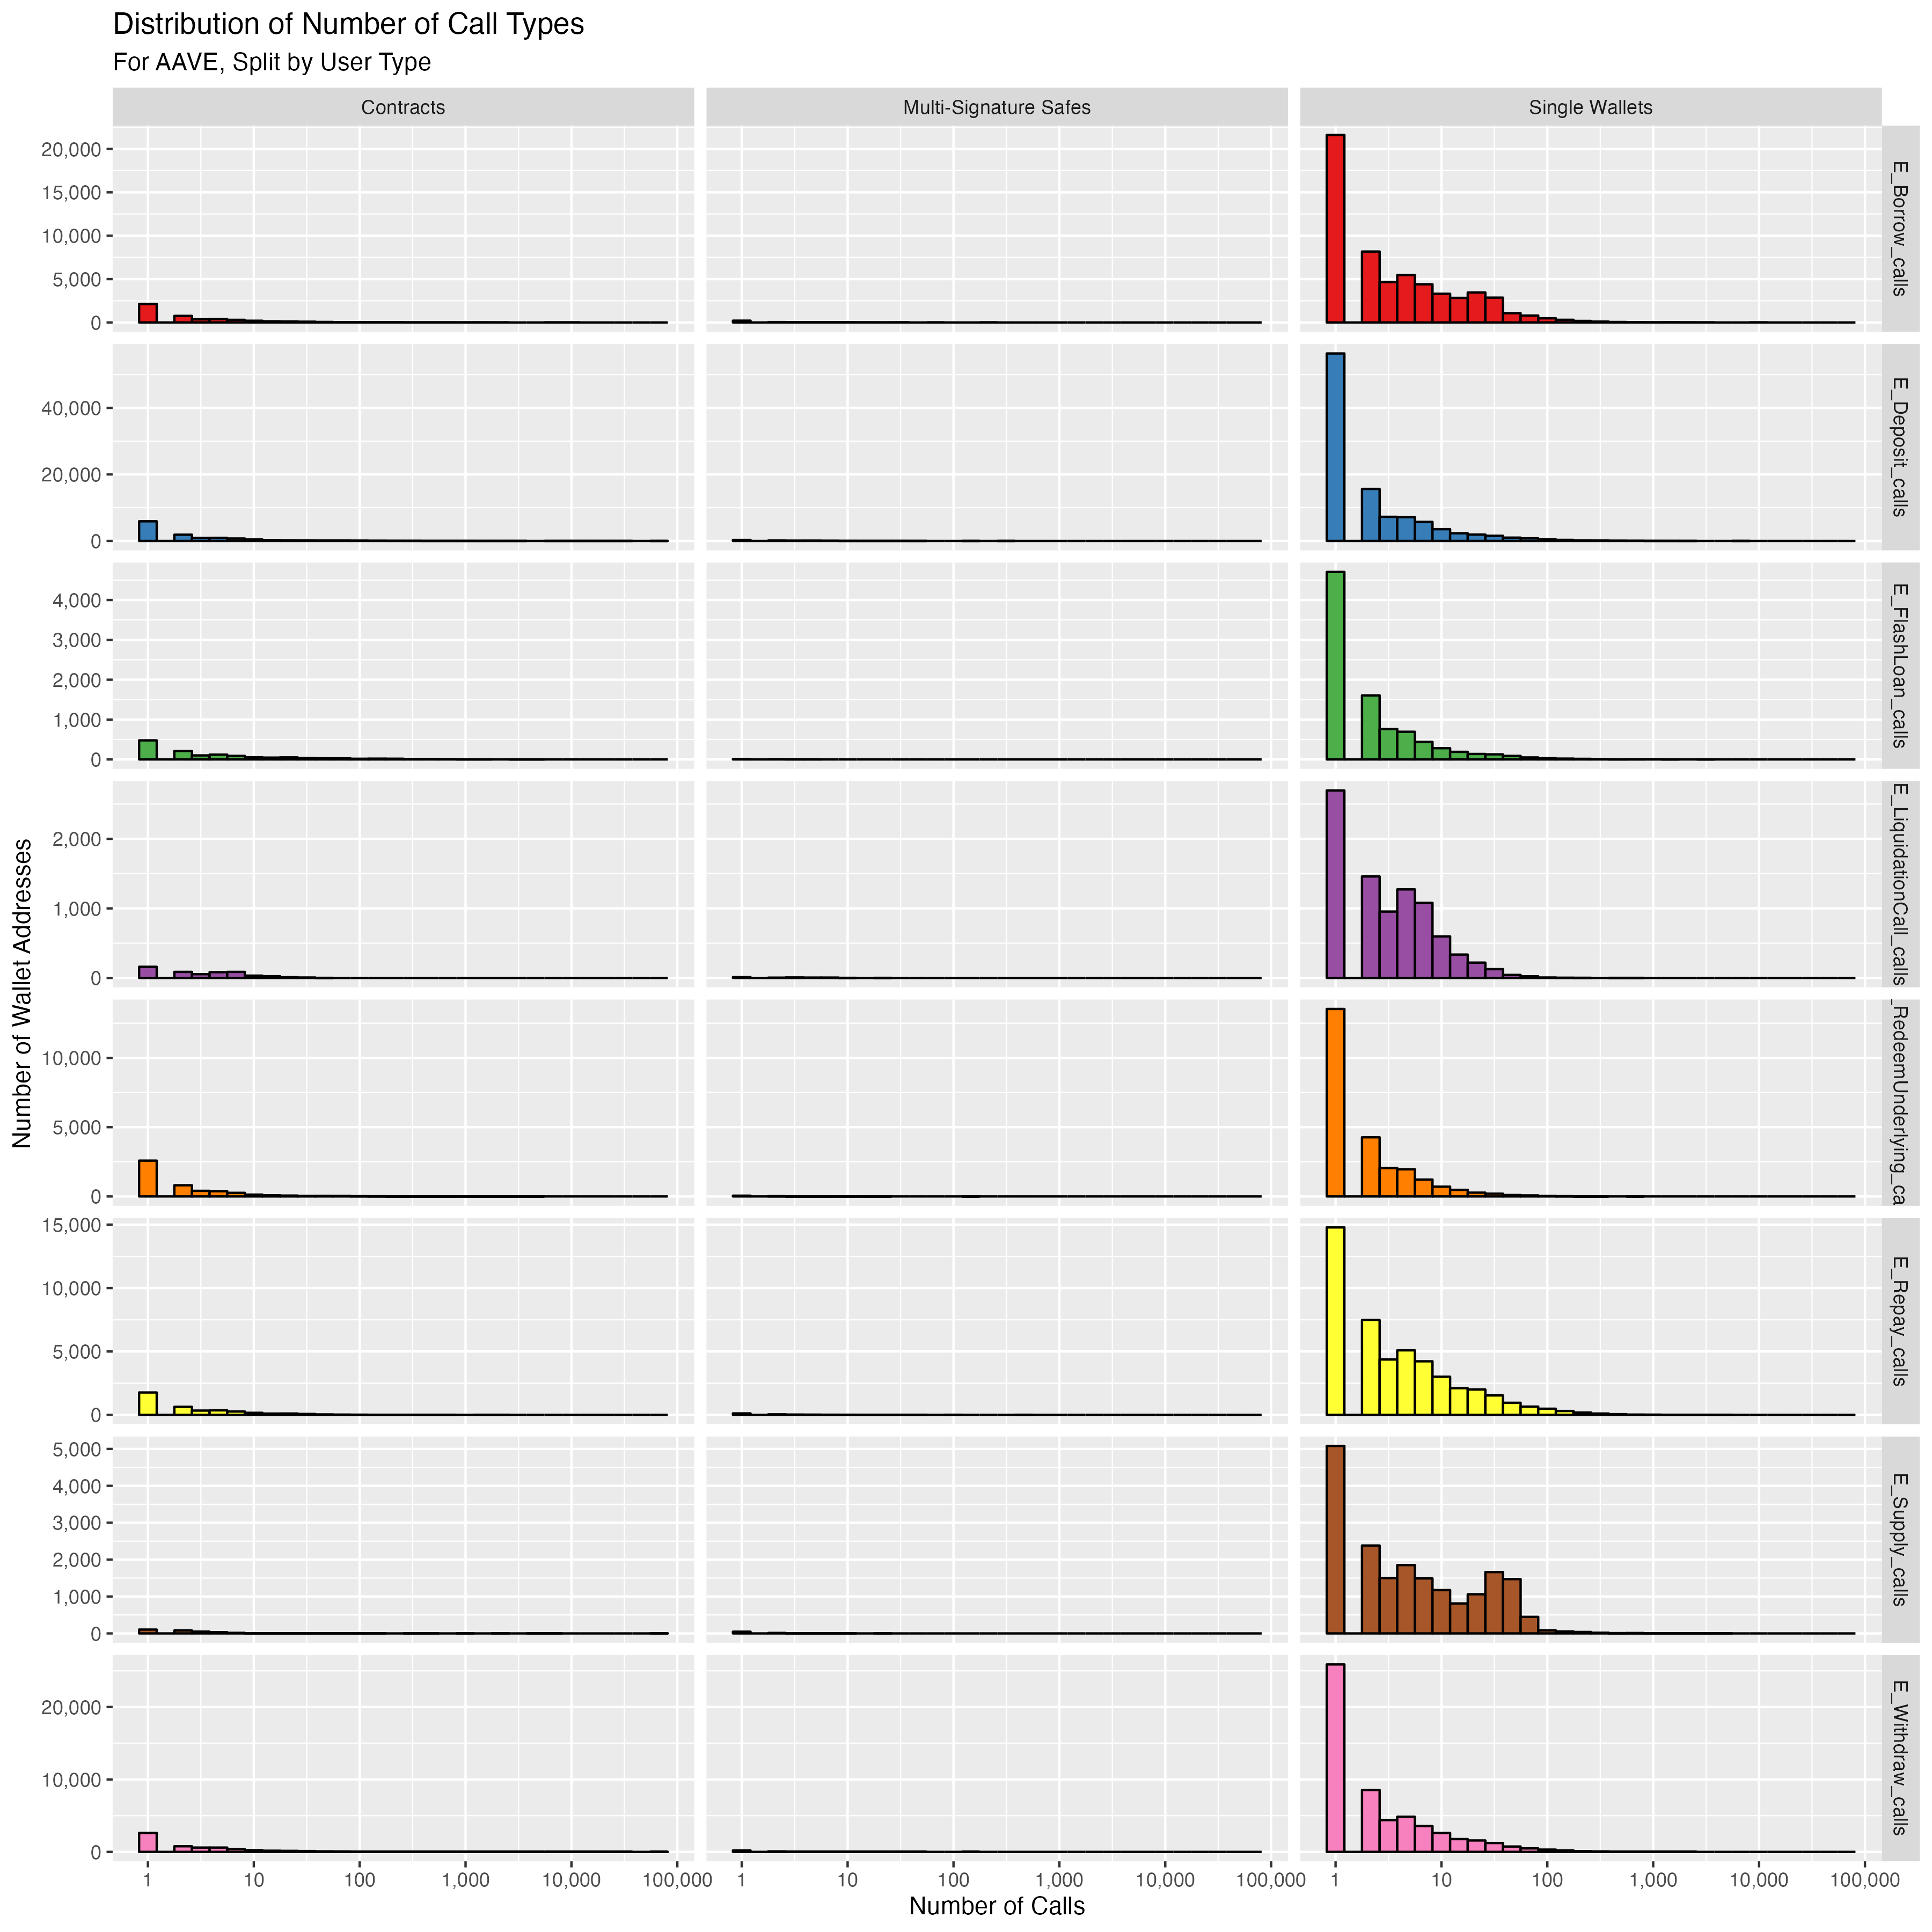 Distribution of Number of Call Types
For AAVE, Split by User Type
Contracts
Multi-Signature Safes
Single Wallets
20,000
15,000
10,000
5,000
0
E_Borrow_calls
40,000
20,000
0
E_Deposit_calls
4,000
3,000
2,000
1,000
0
E_FlashLoan_calls
2,000
1,000
0
E_LiquidationCall_calls
10,000
5,000
0
_RedeemUnderlying_ca
15,000
10,000
5,000
0
E_Repay_calls
5,000
4,000
3,000
2,000
1,000
0
E_Supply_calls
20,000
10,000
0
E_Withdraw_calls
Number of Wallet Addresses
1 10 100 1,000 10,000 100,000
1 10 100 1,000 10,000 100,000
1 10 100 1,000 10,000 100,000
Number of Calls